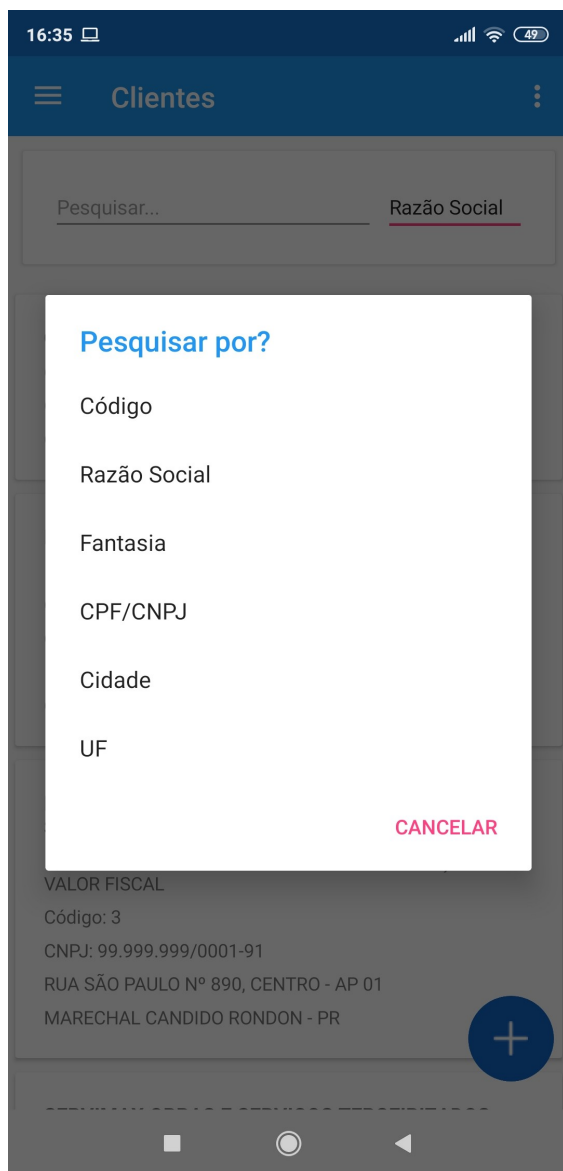 16:35
49
Clientes
Pesquisar...
Razão Social
Pesquisar por?
Código
Razão Social
Fantasia
CPF/CNPJ
Cidade
UF
CANCELAR
VALOR FISCAL
Código: 3
CNPJ: 99.999.999/0001-91
RUA SÃO PAULO Nº 890, CENTRO - AP 01
MARECHAL CANDIDO RONDON - PR